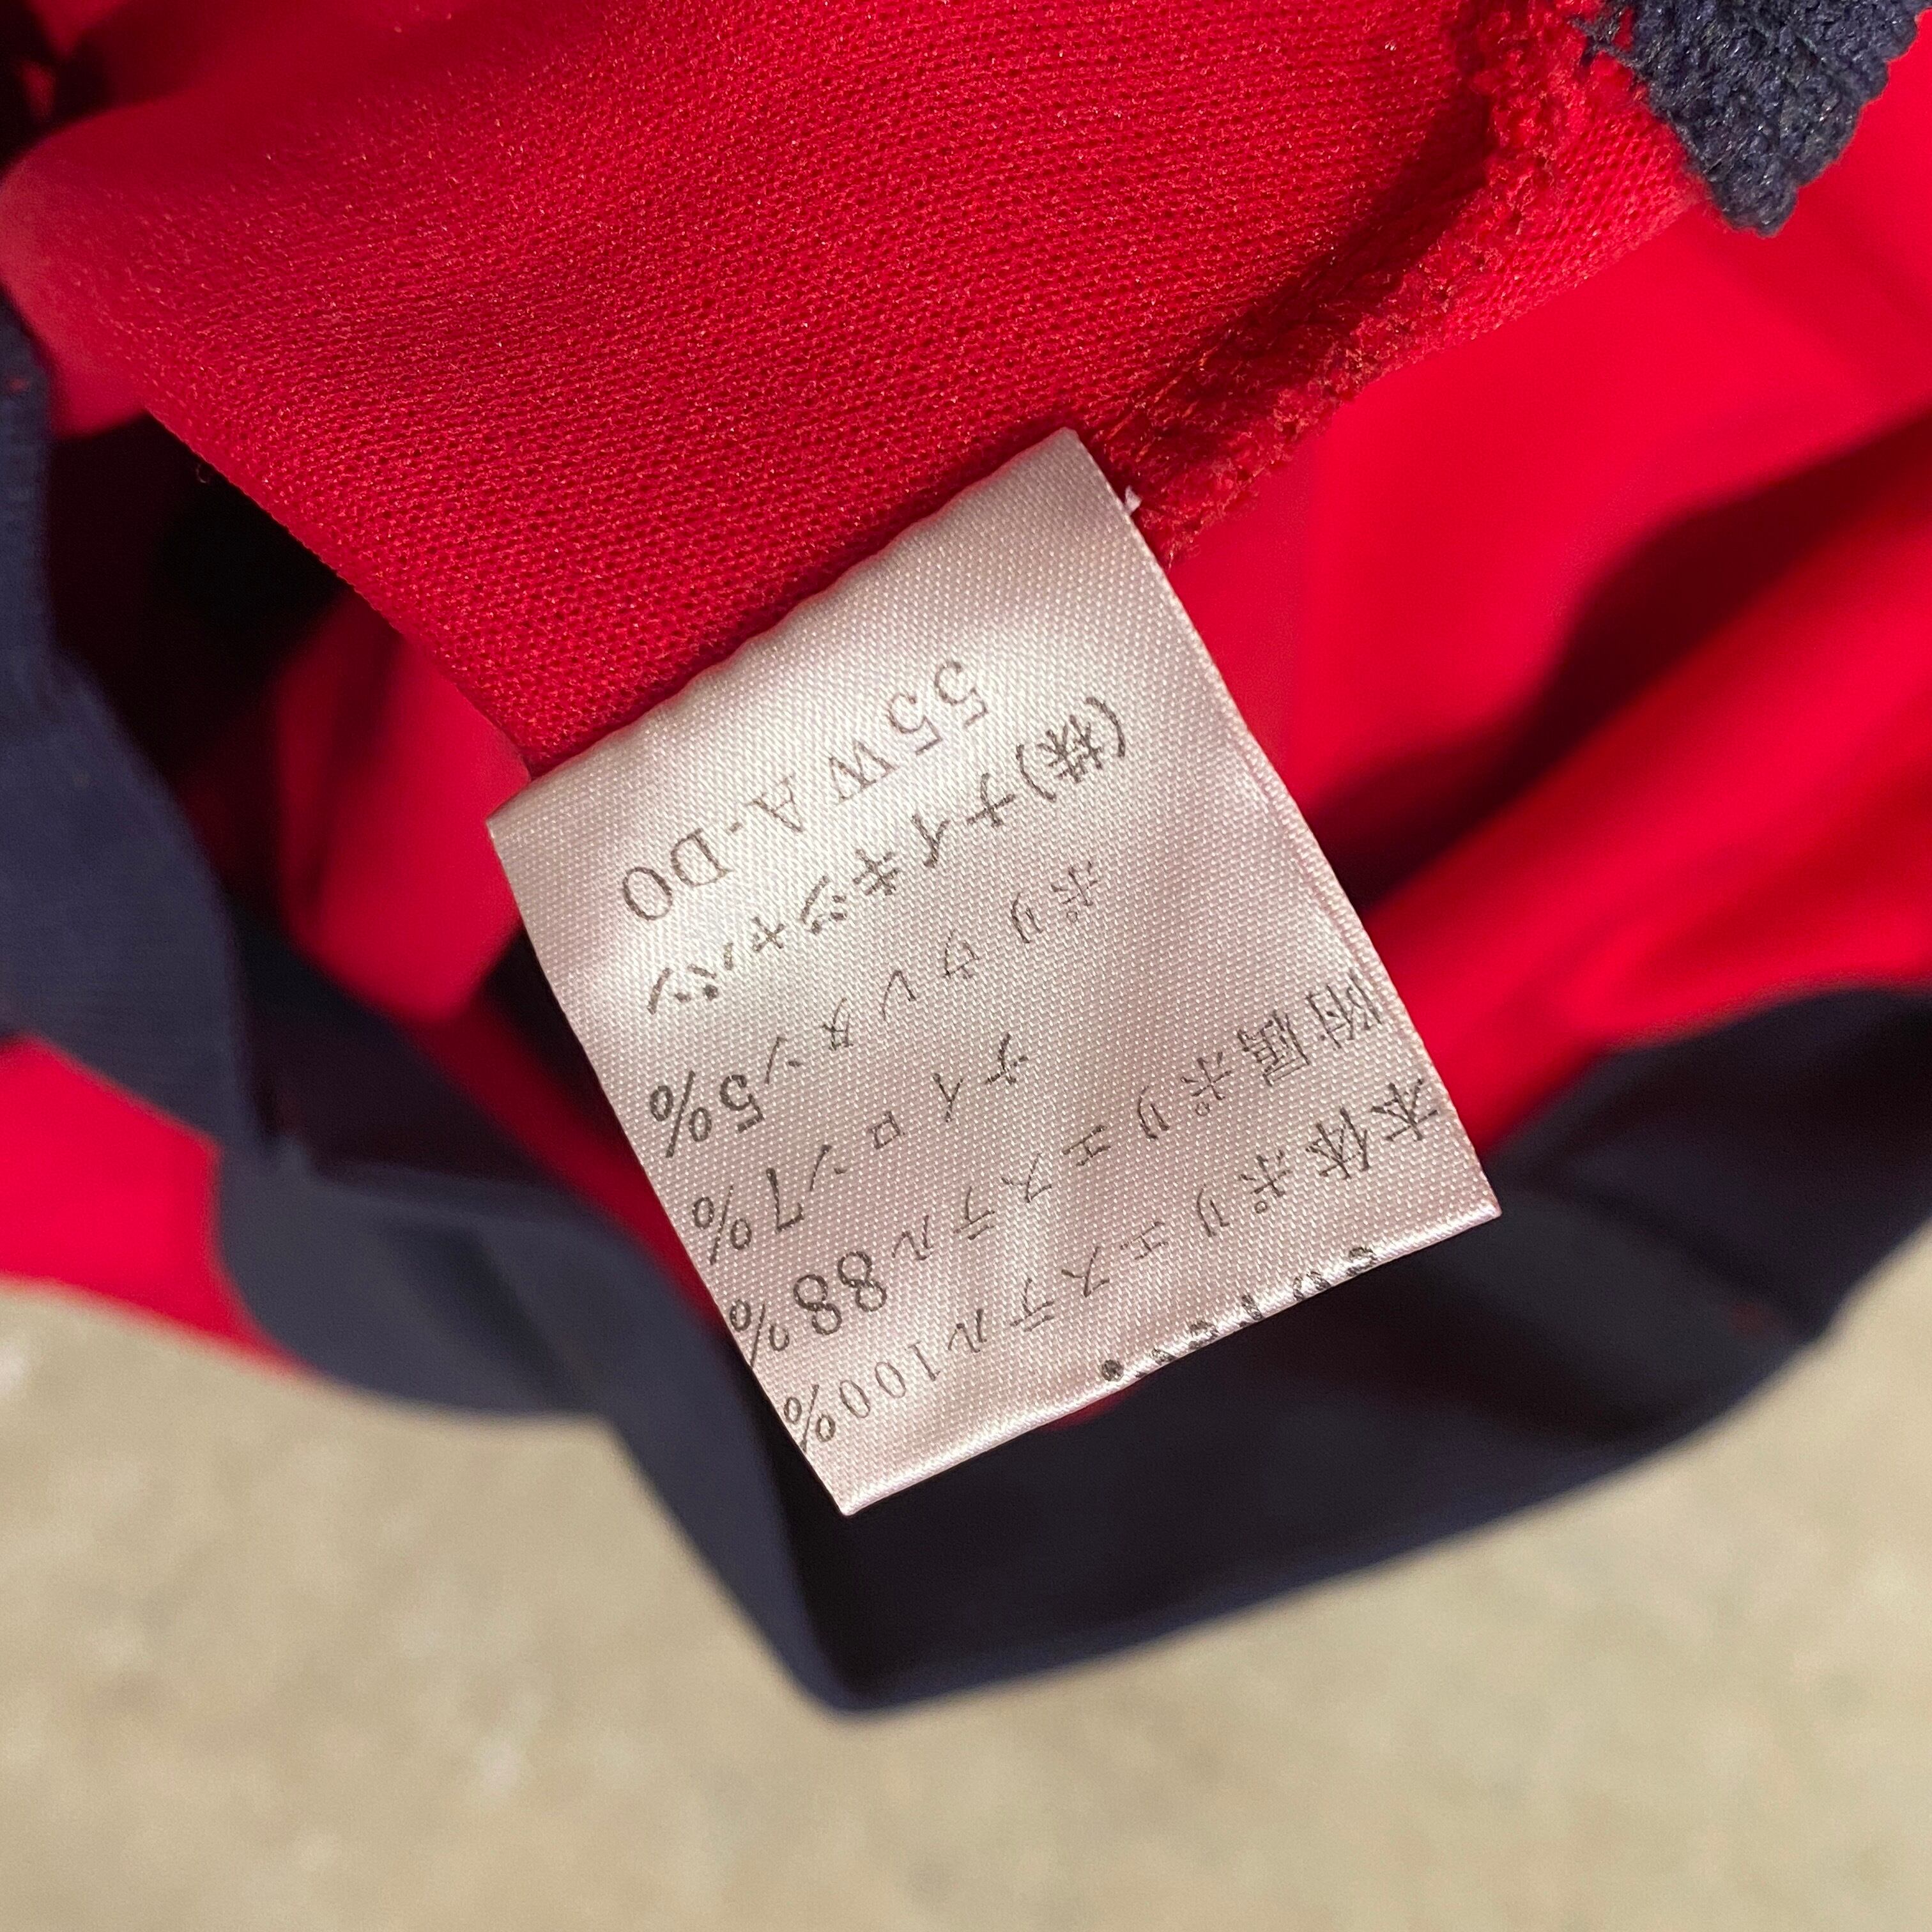 本体ポリエステル100%
附属ポリエステル88%
ナイロン7%
ポリウレタン5%
(株)ナイキジャパン
55WA-DO